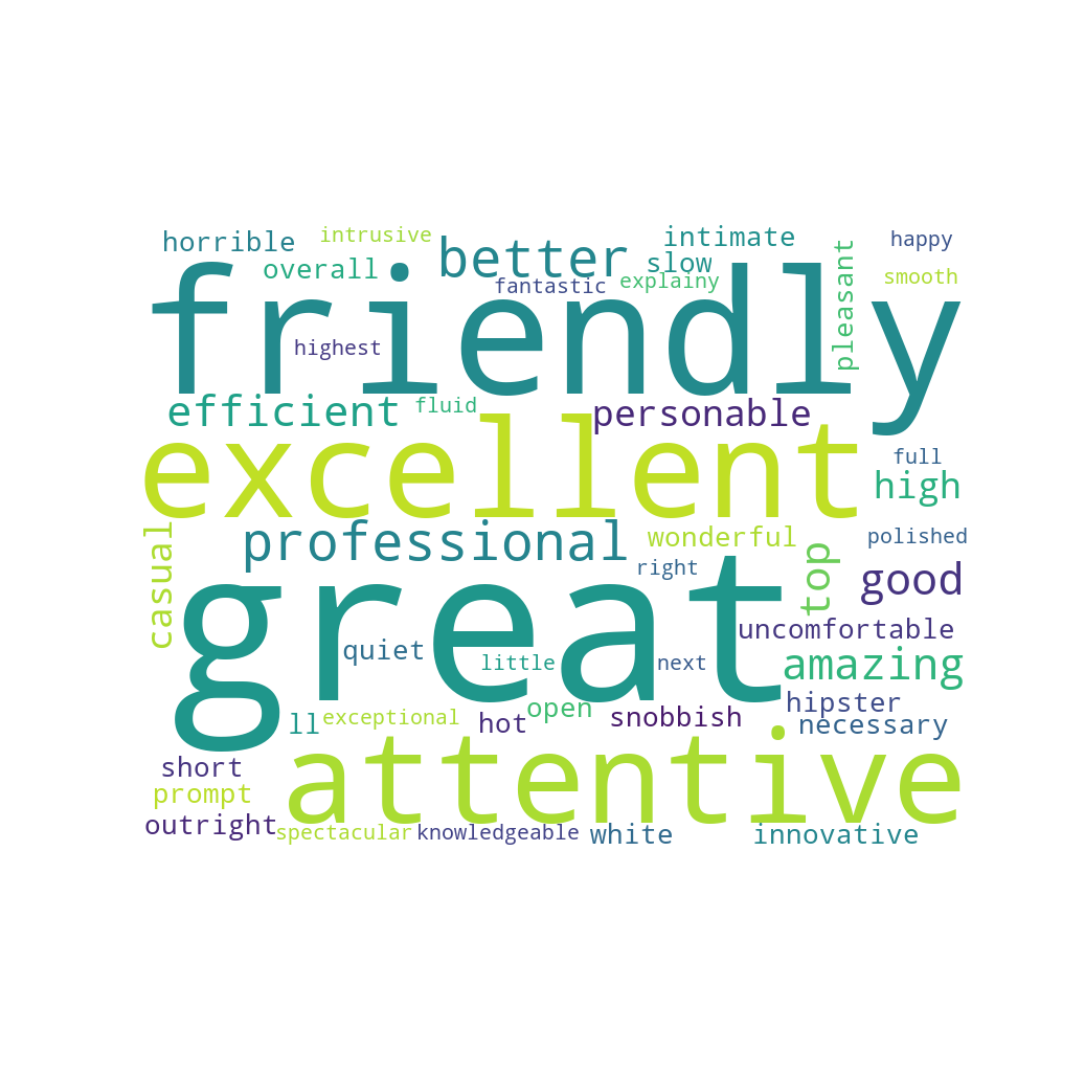 horrible
intrusive
better
intimate
happy
overall
slow
fantastic
explainy
smooth
pleasant
friendly
highest
efficient
fluid
personable
excellent
full
high
casual
professional
wonderful
polished
right
top
good
great
uncomfortable
quiet
little
next
amazing
hipster
ll
exceptional
hot
open
snobbish
necessary
short
attentive
prompt
outright
spectacular
knowledgeable
white
innovative